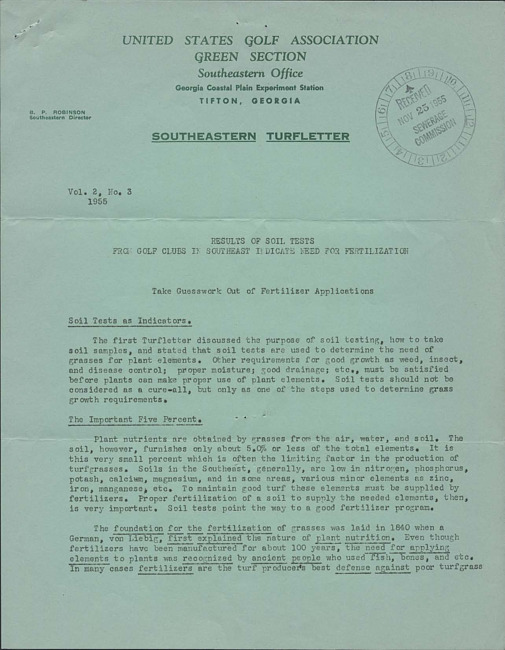 UNITED STATES GOLF ASSOCIATION
GREEN SECTION
Southeastern Office
Georgia Coastal Plain Experiment Station
TIFTON, GEORGIA
B. P. ROBINSON
Southeastern Director
RECEIVED
NOV 25 1955
SEWERAGE
COMMISSION
SOUTHEASTERN TURFLETTER
Vol. 2, No. 3
1955
RESULTS OF SOIL TESTS
FROM GOLF CLUBS IN SOUTHEAST INDICATE NEED FOR FERTILIZATION
Take Guesswork Out of Fertilizer Applications
Soil Tests as Indicators.
The first Turfletter discussed the purpose of soil testing, how to take
soil samples, and stated that soil tests are used to determine the need of
grasses for plant elements. Other requirements for good growth as weed, insect,
and disease control; proper moisture; good drainage; etc., must be satisfied
before plants can make proper use of plant elements. Soil tests should not be
considered as a cure-all, but only as one of the steps used to determine grass
growth requirements.
The Important Five Percent.
Plant nutrients are obtained by grasses from the air, water, and soil. The
soil, however, furnishes only about 5.0% or less of the total elements. It is
this very small percent which is often the limiting factor in the production of
turfgrasses. Soils in the Southeast, generally, are low in nitrogen, phosphorus,
potash, calcium, magnesium, and in some areas, various minor elements as zinc,
iron, manganese, etc. To maintain good turf these elements must be supplied by
fertilizers. Proper fertilization of a soil to supply the needed elements, then,
is very important. Soil tests point the way to a good fertilizer program.
The foundation for the fertilization of grasses was laid in 1840 when a
German, von Liebig, first explained the nature of plant nutrition. Even though
fertilizers have been manufactured for about 100 years, the need for applying
elements to plants was recognized by ancient people who used fish, bones, and etc.
In many cases fertilizers are the turf producer's best defense against poor turfgrass